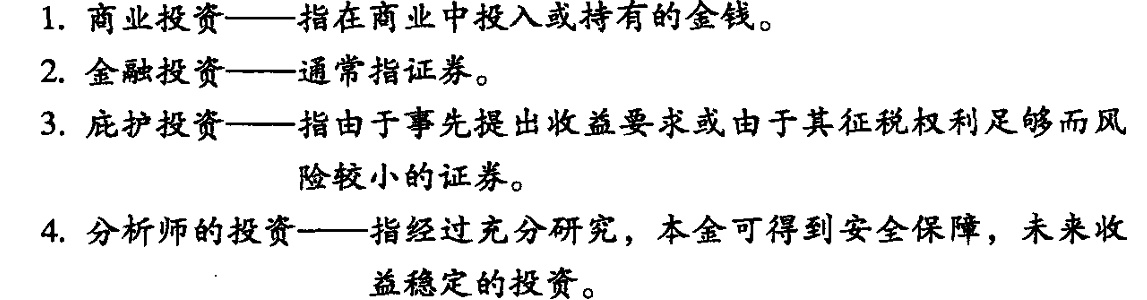 1. 商业投资——指在商业中投入或持有的金钱。
2. 金融投资——通常指证券。
3. 庇护投资——指由于事先提出收益要求或由于其征税权利足够而风
险较小的证券。
4. 分析师的投资——指经过充分研究，本金可得到安全保障，未来收
益稳定的投资。